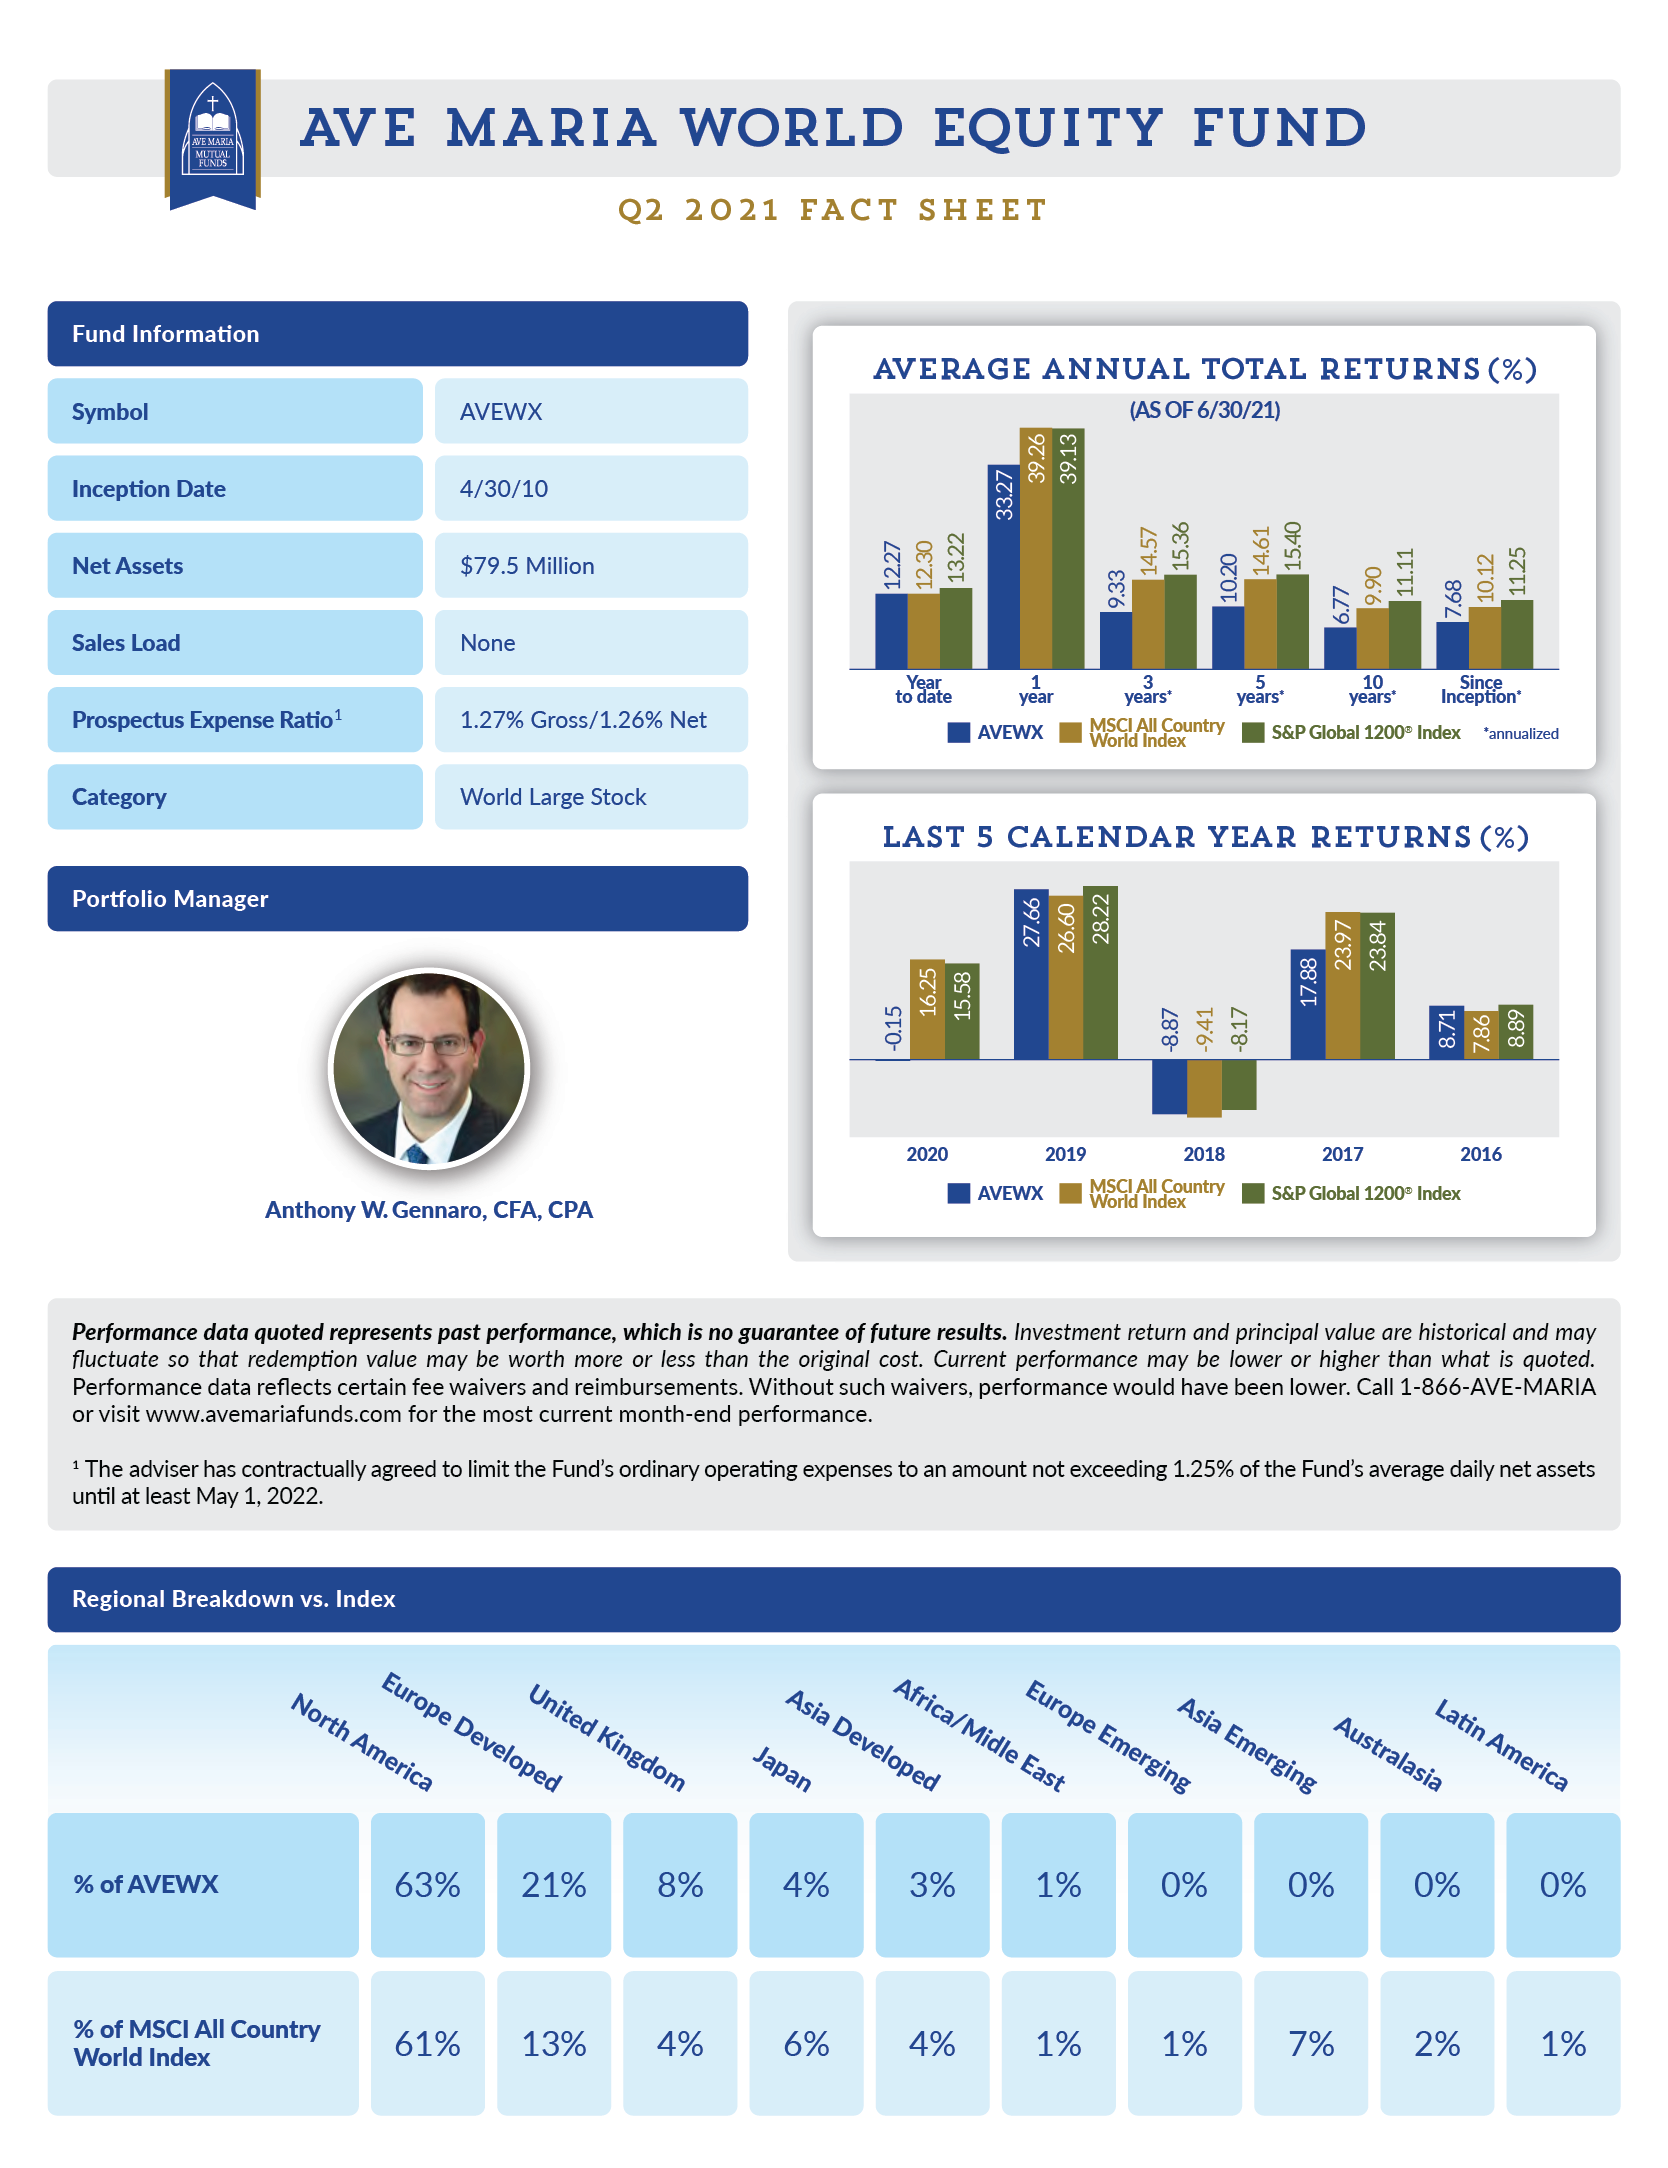 AVE MARIA
MUTUAL
FUNDS
AVE MARIA WORLD EQUITY FUND
Q2 2021 FACT SHEET
Fund Information
Symbol AVEWX
Inception Date 4/30/10
Net Assets $79.5 Million
Sales Load None
Prospectus Expense Ratio¹ 1.27% Gross/1.26% Net
Category World Large Stock
Portfolio Manager
Anthony W. Gennaro, CFA, CPA
AVERAGE ANNUAL TOTAL RETURNS (%)
(AS OF 6/30/21)
12.27 12.30 13.22 33.27 39.26 39.13 9.33 14.57 15.36 10.20 14.61 15.40 6.77 9.90 11.11 7.68 10.12 11.25
Year 1 3 5 10 Since
to date year years* years* years* Inception*
AVEWX MSCI All Country S&P Global 1200® Index *annualized
World Index
LAST 5 CALENDAR YEAR RETURNS (%)
-0.15 16.25 15.58 27.66 26.60 28.22 -8.87 -9.41 -8.17 17.88 23.97 23.84 8.71 7.86 8.89
2020 2019 2018 2017 2016
AVEWX MSCI All Country S&P Global 1200® Index
World Index
Performance data quoted represents past performance, which is no guarantee of future results. Investment return and principal value are historical and may
fluctuate so that redemption value may be worth more or less than the original cost. Current performance may be lower or higher than what is quoted.
Performance data reflects certain fee waivers and reimbursements. Without such waivers, performance would have been lower. Call 1-866-AVE-MARIA
or visit www.avemariafunds.com for the most current month-end performance.
¹ The adviser has contractually agreed to limit the Fund's ordinary operating expenses to an amount not exceeding 1.25% of the Fund's average daily net assets
until at least May 1, 2022.
Regional Breakdown vs. Index
North America Europe Developed United Kingdom Japan Asia Developed Africa/Midle East Europe Emerging Asia Emerging Australasia Latin America
% of AVEWX 63% 21% 8% 4% 3% 1% 0% 0% 0% 0%
% of MSCI All Country
World Index 61% 13% 4% 6% 4% 1% 1% 7% 2% 1%